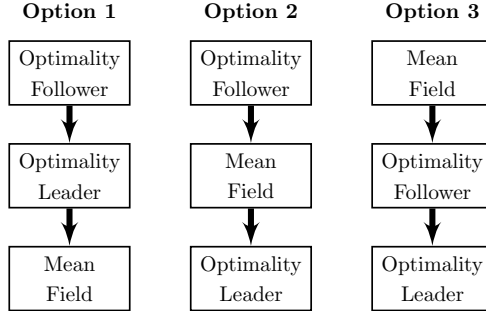 Option 1
Optimality
Follower
Optimality
Leader
Mean
Field
Option 2
Optimality
Follower
Mean
Field
Optimality
Leader
Option 3
Mean
Field
Optimality
Follower
Optimality
Leader